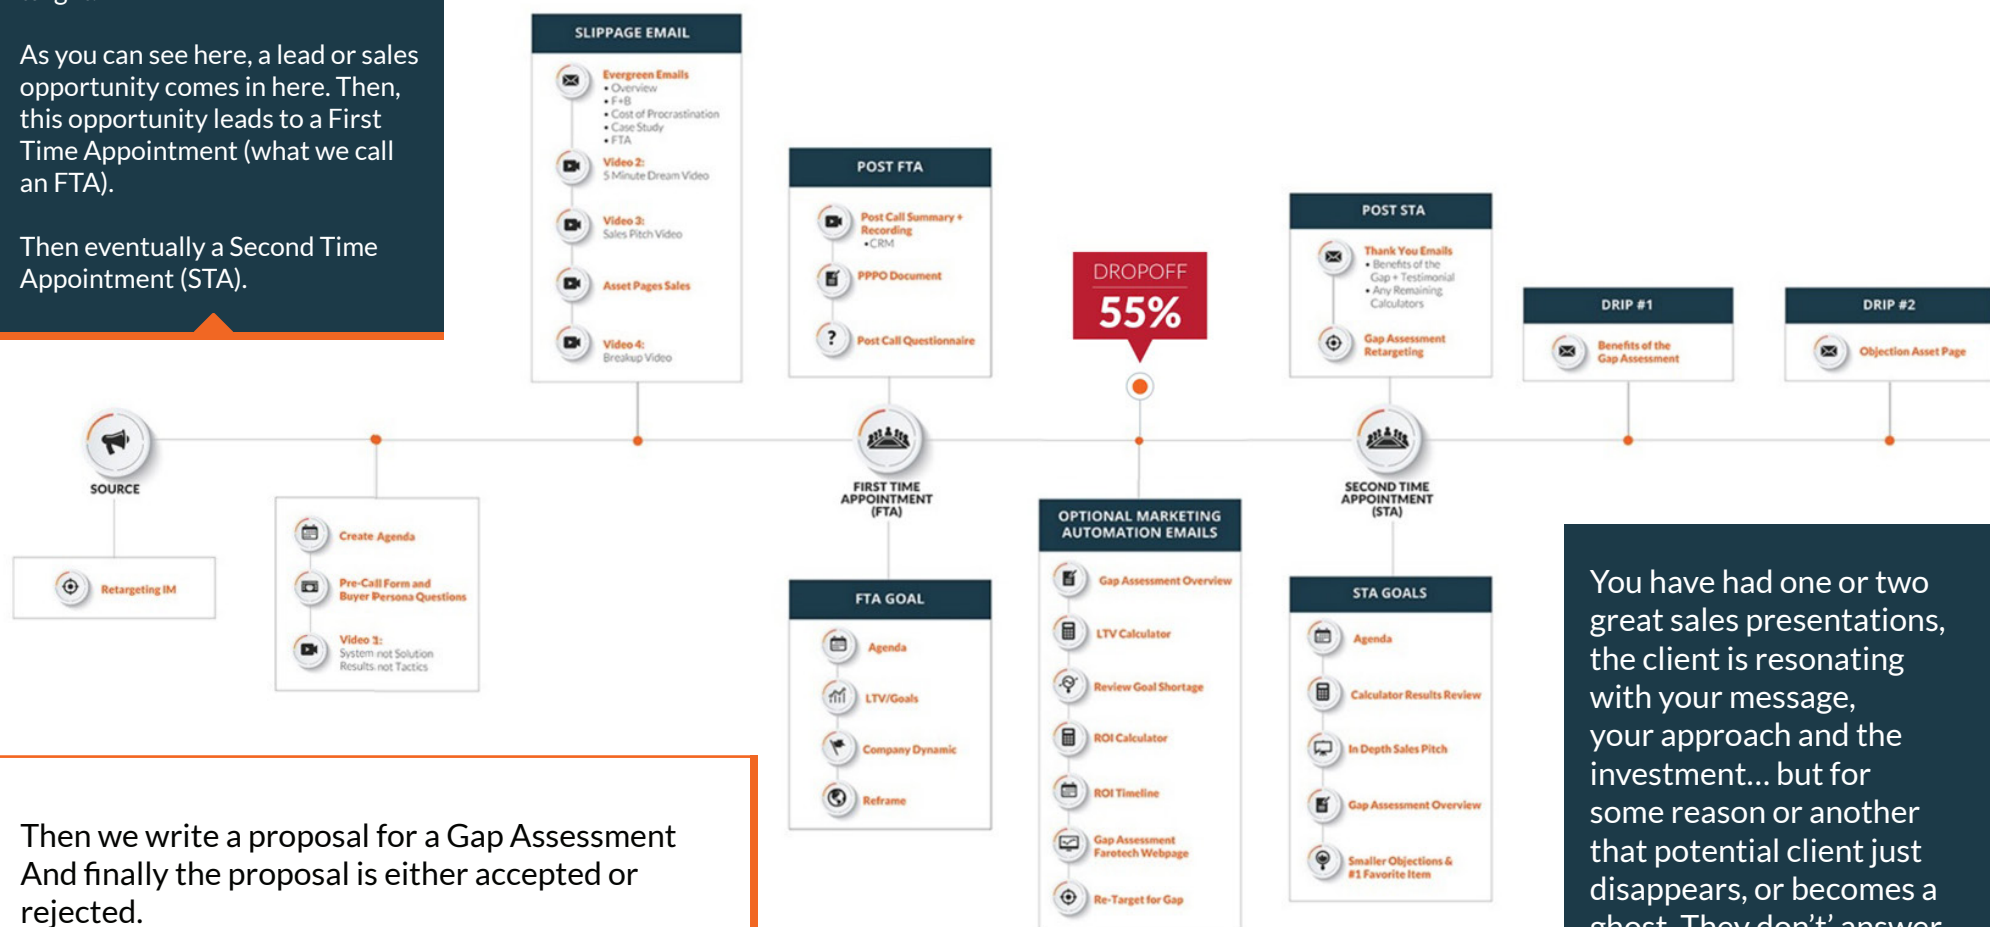 As you can see here, a lead or sales
opportunity comes in here. Then,
this opportunity leads to a First
Time Appointment (what we call
an FTA).
Then eventually a Second Time
Appointment (STA).
SLIPPAGE EMAIL
Evergreen Emails
• Overview
• F+B
• Cost of Procrastination
• Case Study
• FTA
Video 2:
5 Minute Dream Video
Video 3:
Sales Pitch Video
Asset Pages Sales
Video 4:
Breakup Video
POST FTA
Post Call Summary +
Recording
•CRM
PPPO Document
Post Call Questionnaire
DROPOFF
55%
POST STA
Thank You Emails
• Benefits of the
Gap + Testimonial
• Any Remaining
Calculators
Gap Assessment
Retargeting
DRIP #1
Benefits of the
Gap Assessment
DRIP #2
Objection Asset Page
SOURCE
Retargeting IM
Create Agenda
Pre-Call Form and
Buyer Persona Questions
Video 1:
System not Solution
Results not Tactics
FIRST TIME
APPOINTMENT
(FTA)
FTA GOAL
Agenda
LTV/Goals
Company Dynamic
Reframe
OPTIONAL MARKETING
AUTOMATION EMAILS
Gap Assessment Overview
LTV Calculator
Review Goal Shortage
ROI Calculator
ROI Timeline
Gap Assessment
Farotech Webpage
Re-Target for Gap
SECOND TIME
APPOINTMENT
(STA)
STA GOALS
Agenda
Calculator Results Review
In Depth Sales Pitch
Gap Assessment Overview
Smaller Objections &
#1 Favorite Item
Then we write a proposal for a Gap Assessment
And finally the proposal is either accepted or
rejected.
You have had one or two
great sales presentations,
the client is resonating
with your message,
your approach and the
investment... but for
some reason or another
that potential client just
disappears, or becomes a
ghost. They don't' answer